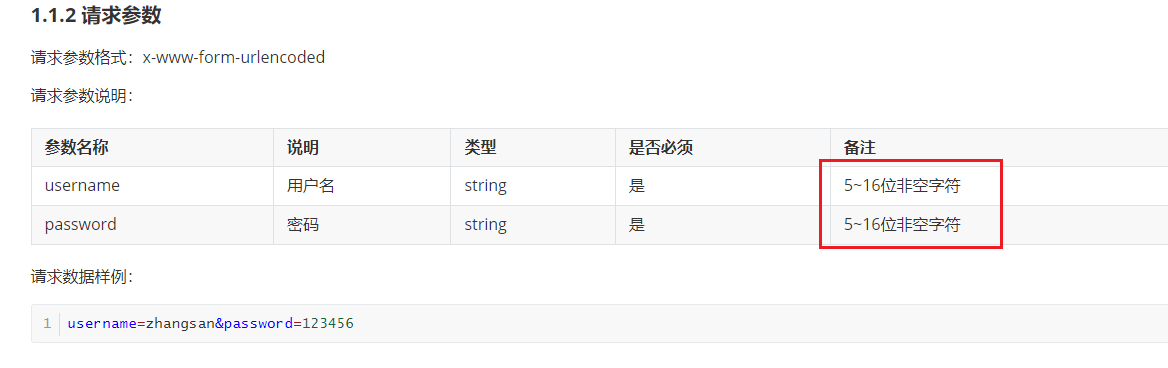 1.1.2 请求参数
请求参数格式：x-www-form-urlencoded
请求参数说明：
参数名称 说明 类型 是否必须 备注
username 用户名 string 是 5~16位非空字符
password 密码 string 是 5~16位非空字符
请求数据样例：
1 username=zhangsan&password=123456